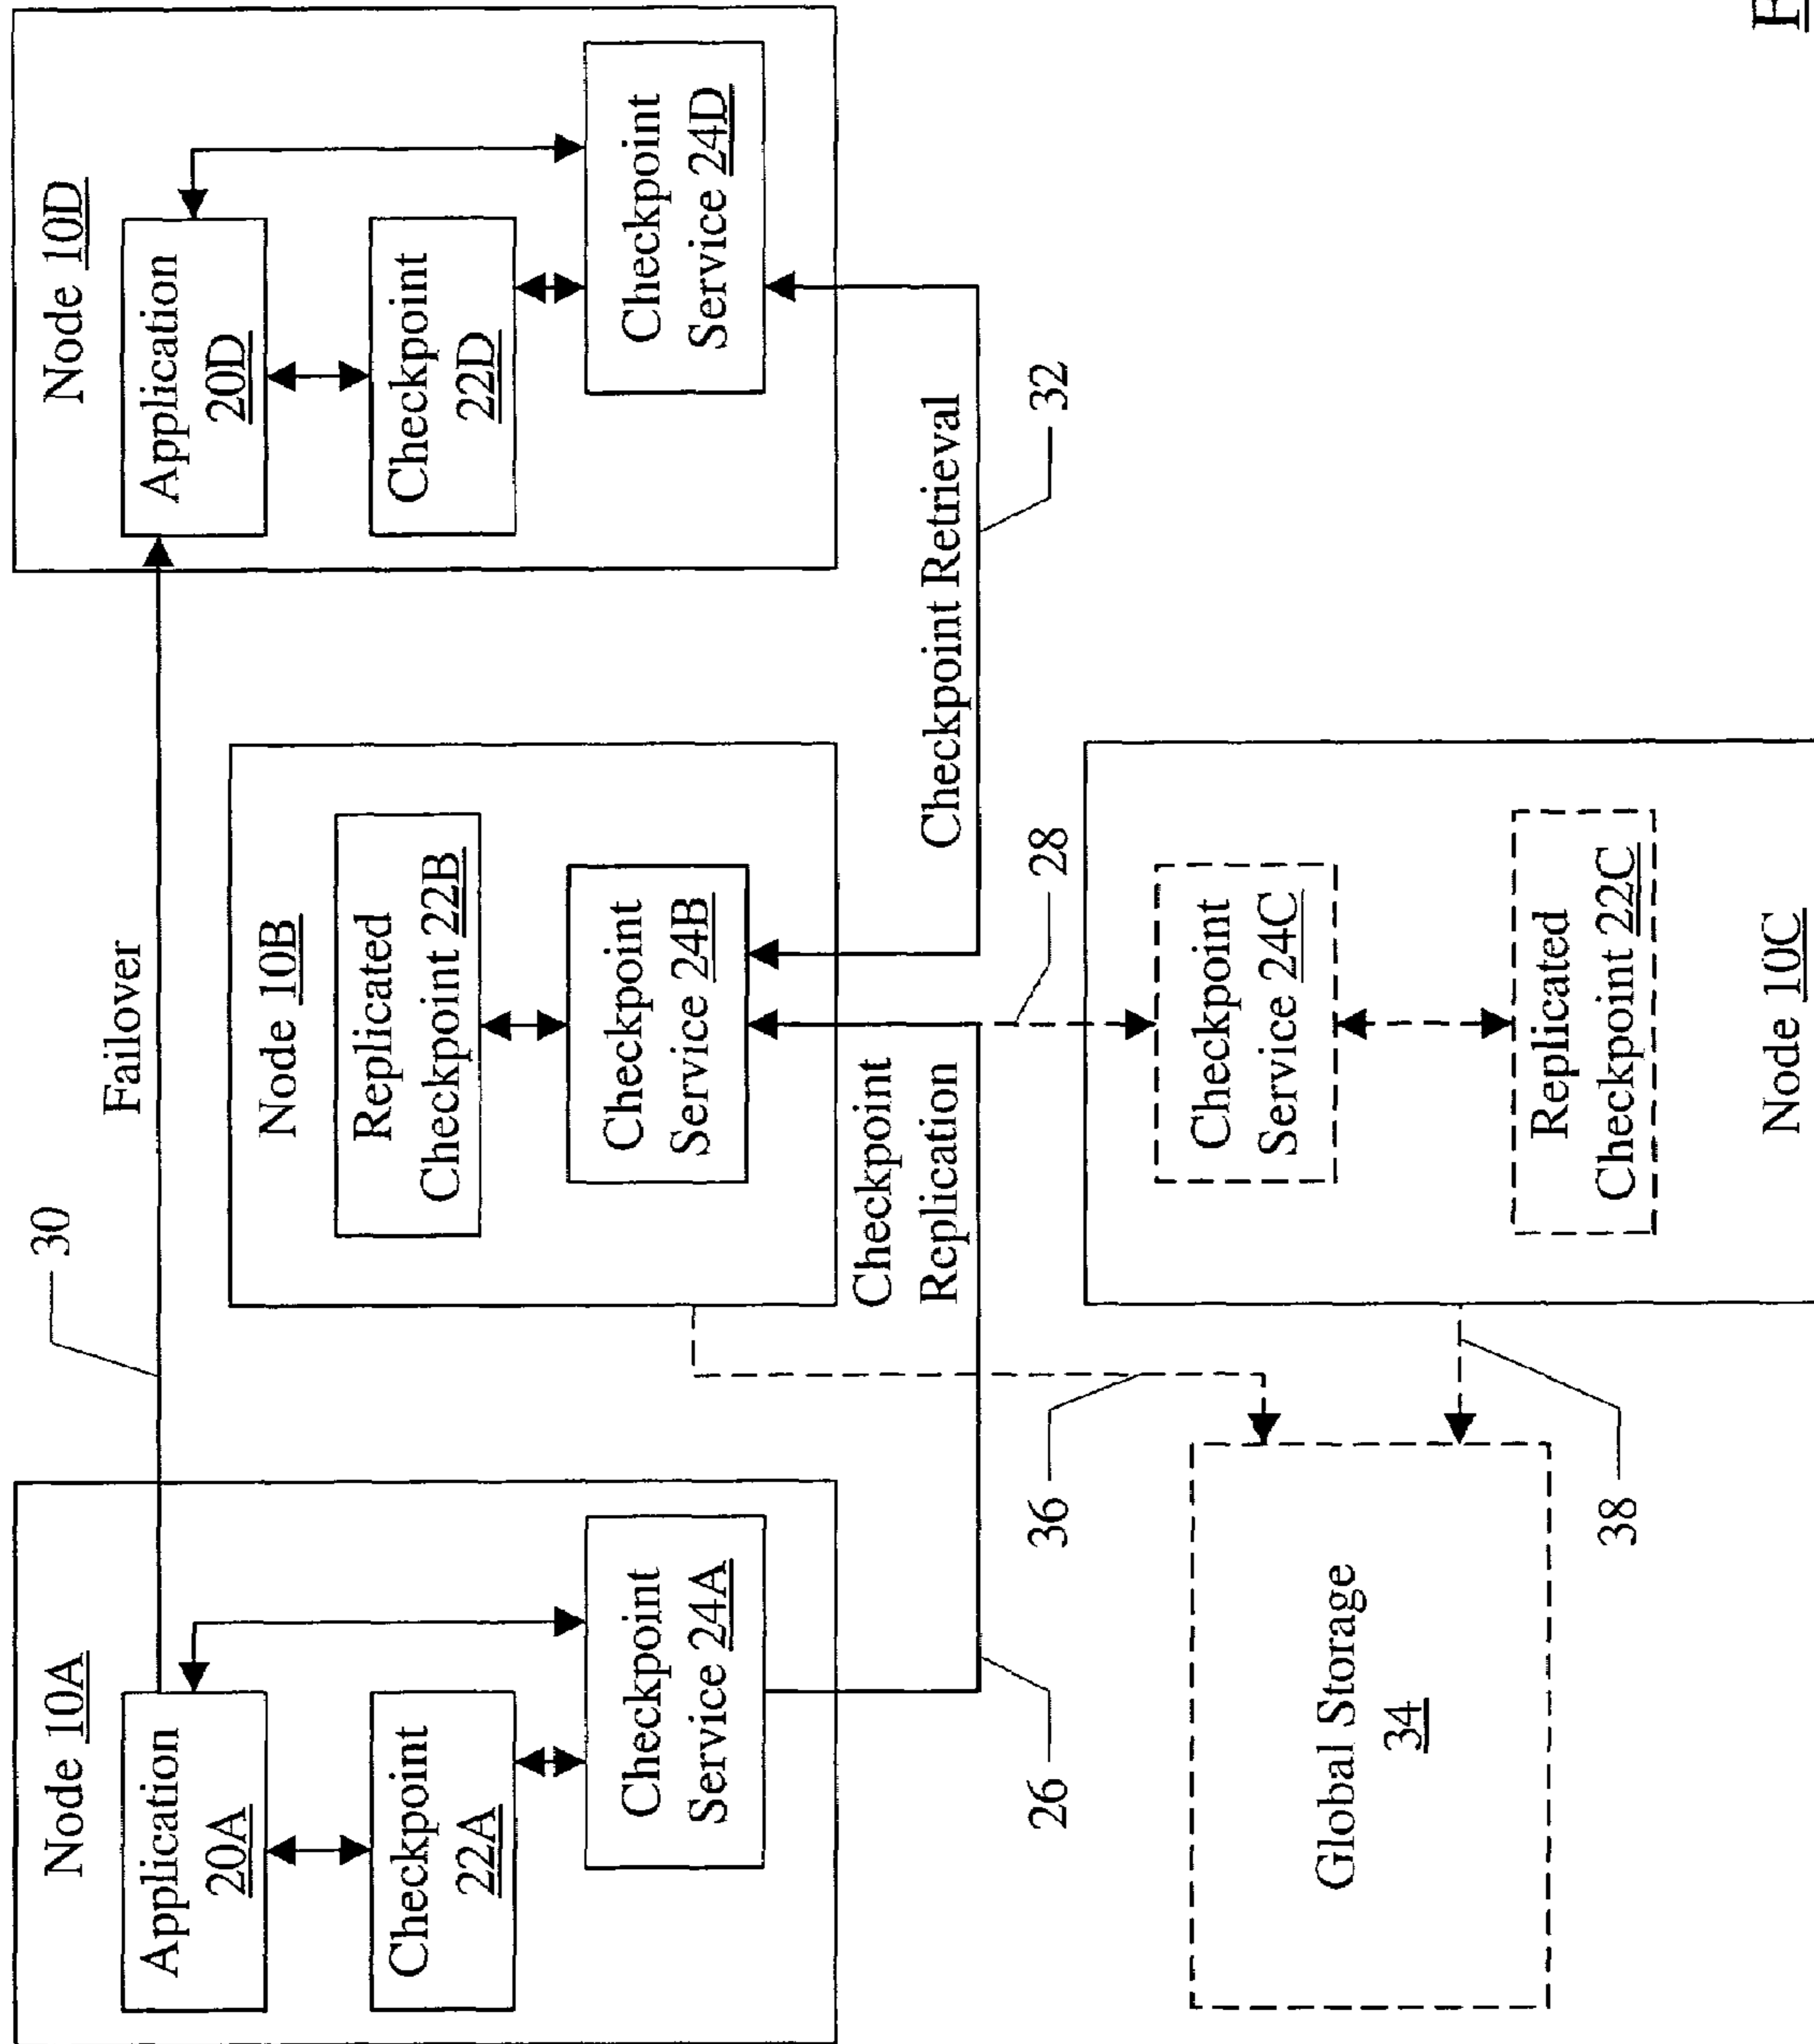 Node 10A
Application
20A
Checkpoint
22A
Checkpoint
Service 24A
30
Failover
Node 10B
Replicated
Checkpoint 22B
Checkpoint
Service 24B
Node 10D
Application
20D
Checkpoint
22D
Checkpoint
Service 24D
Checkpoint
Replication
Checkpoint Retrieval
26
36
28
32
Global Storage
34
38
Checkpoint
Service 24C
Replicated
Checkpoint 22C
Node 10C